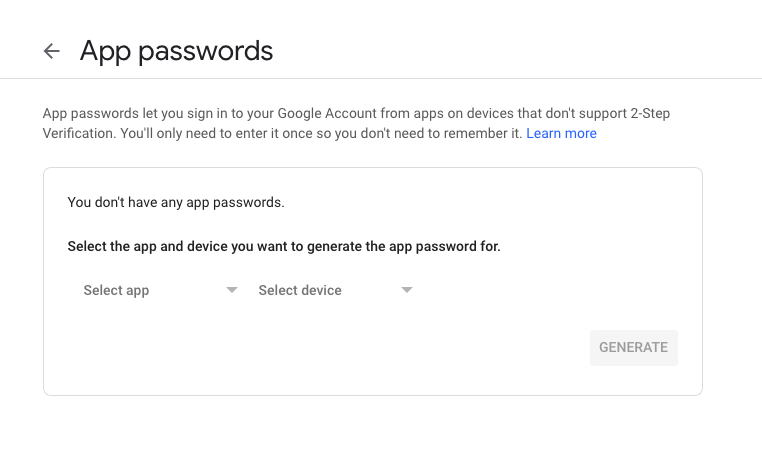 App passwords
App passwords let you sign in to your Google Account from apps on devices that don't support 2-Step
Verification. You'll only need to enter it once so you don't need to remember it. Learn more
You don't have any app passwords.
Select the app and device you want to generate the app password for.
Select app Select device
GENERATE